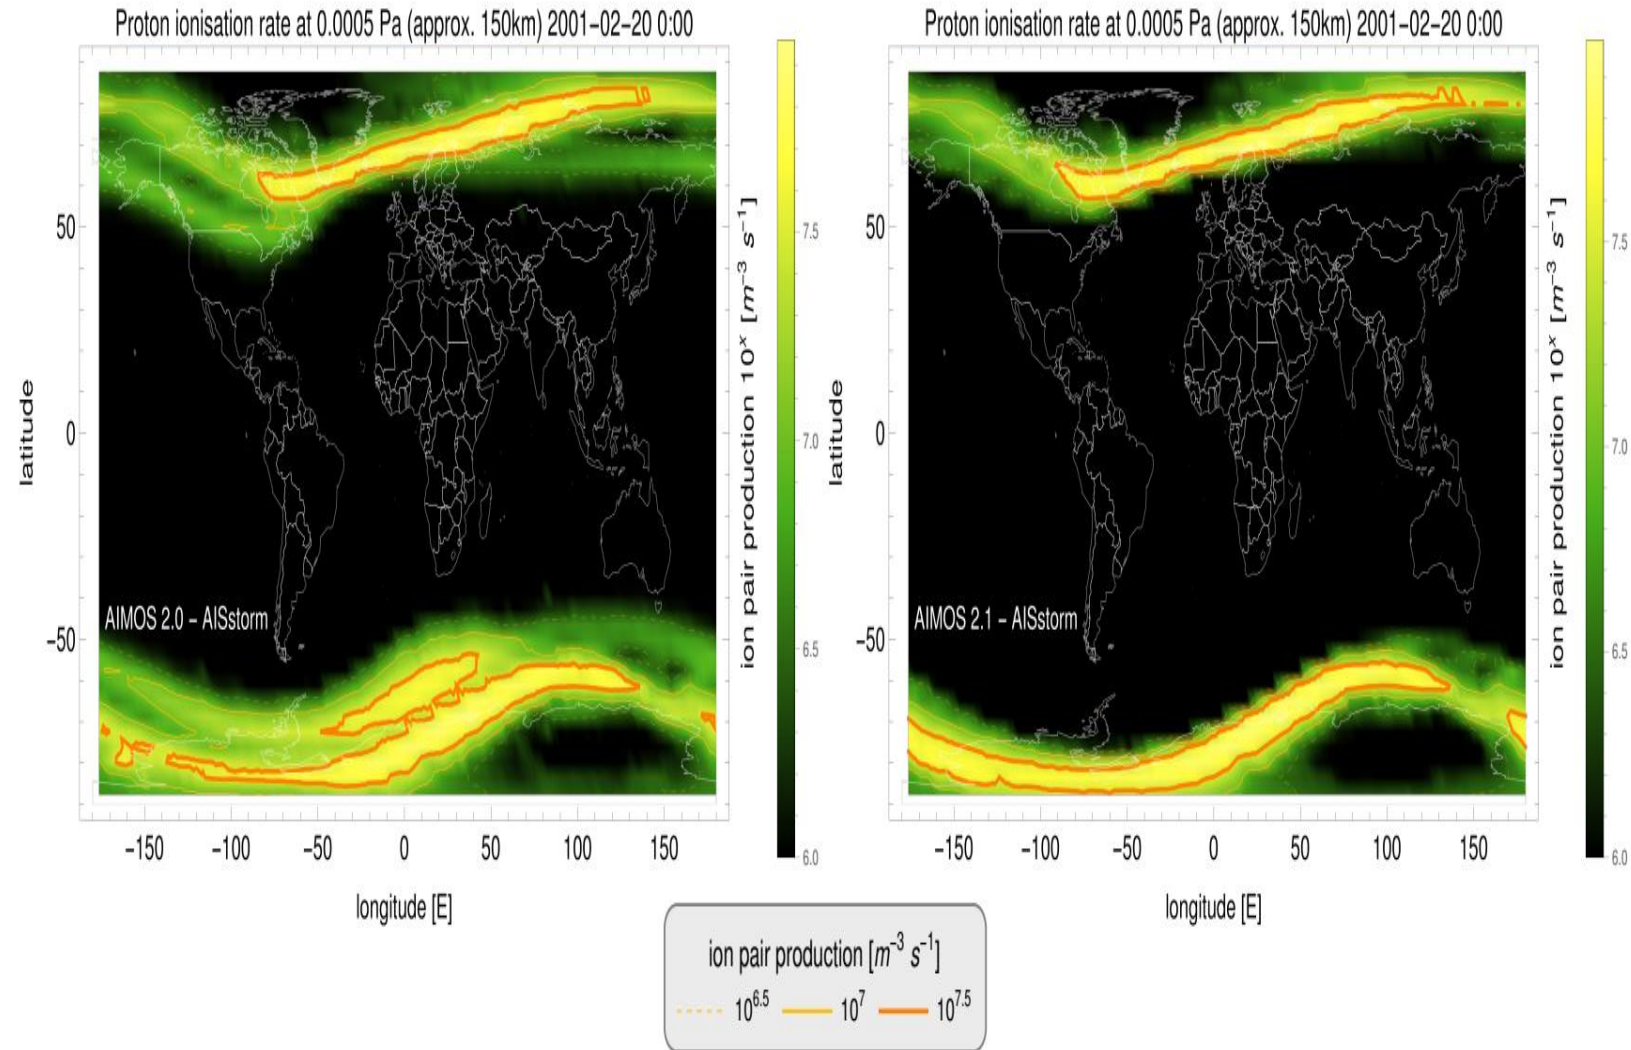 Proton ionisation rate at 0.0005 Pa (approx. 150km) 2001−02−20 0:00
latitude
50
0
−50
AIMOS 2.0 − AISstorm
−150 −100 −50 0 50 100 150
longitude [E]
ion pair production 10^x [m^−3 s^−1]
7.5
7.0
6.5
6.0
Proton ionisation rate at 0.0005 Pa (approx. 150km) 2001−02−20 0:00
latitude
50
0
−50
AIMOS 2.1 − AISstorm
−150 −100 −50 0 50 100 150
longitude [E]
ion pair production 10^x [m^−3 s^−1]
7.5
7.0
6.5
6.0
ion pair production [m^−3 s^−1]
10^6.5 10^7 10^7.5